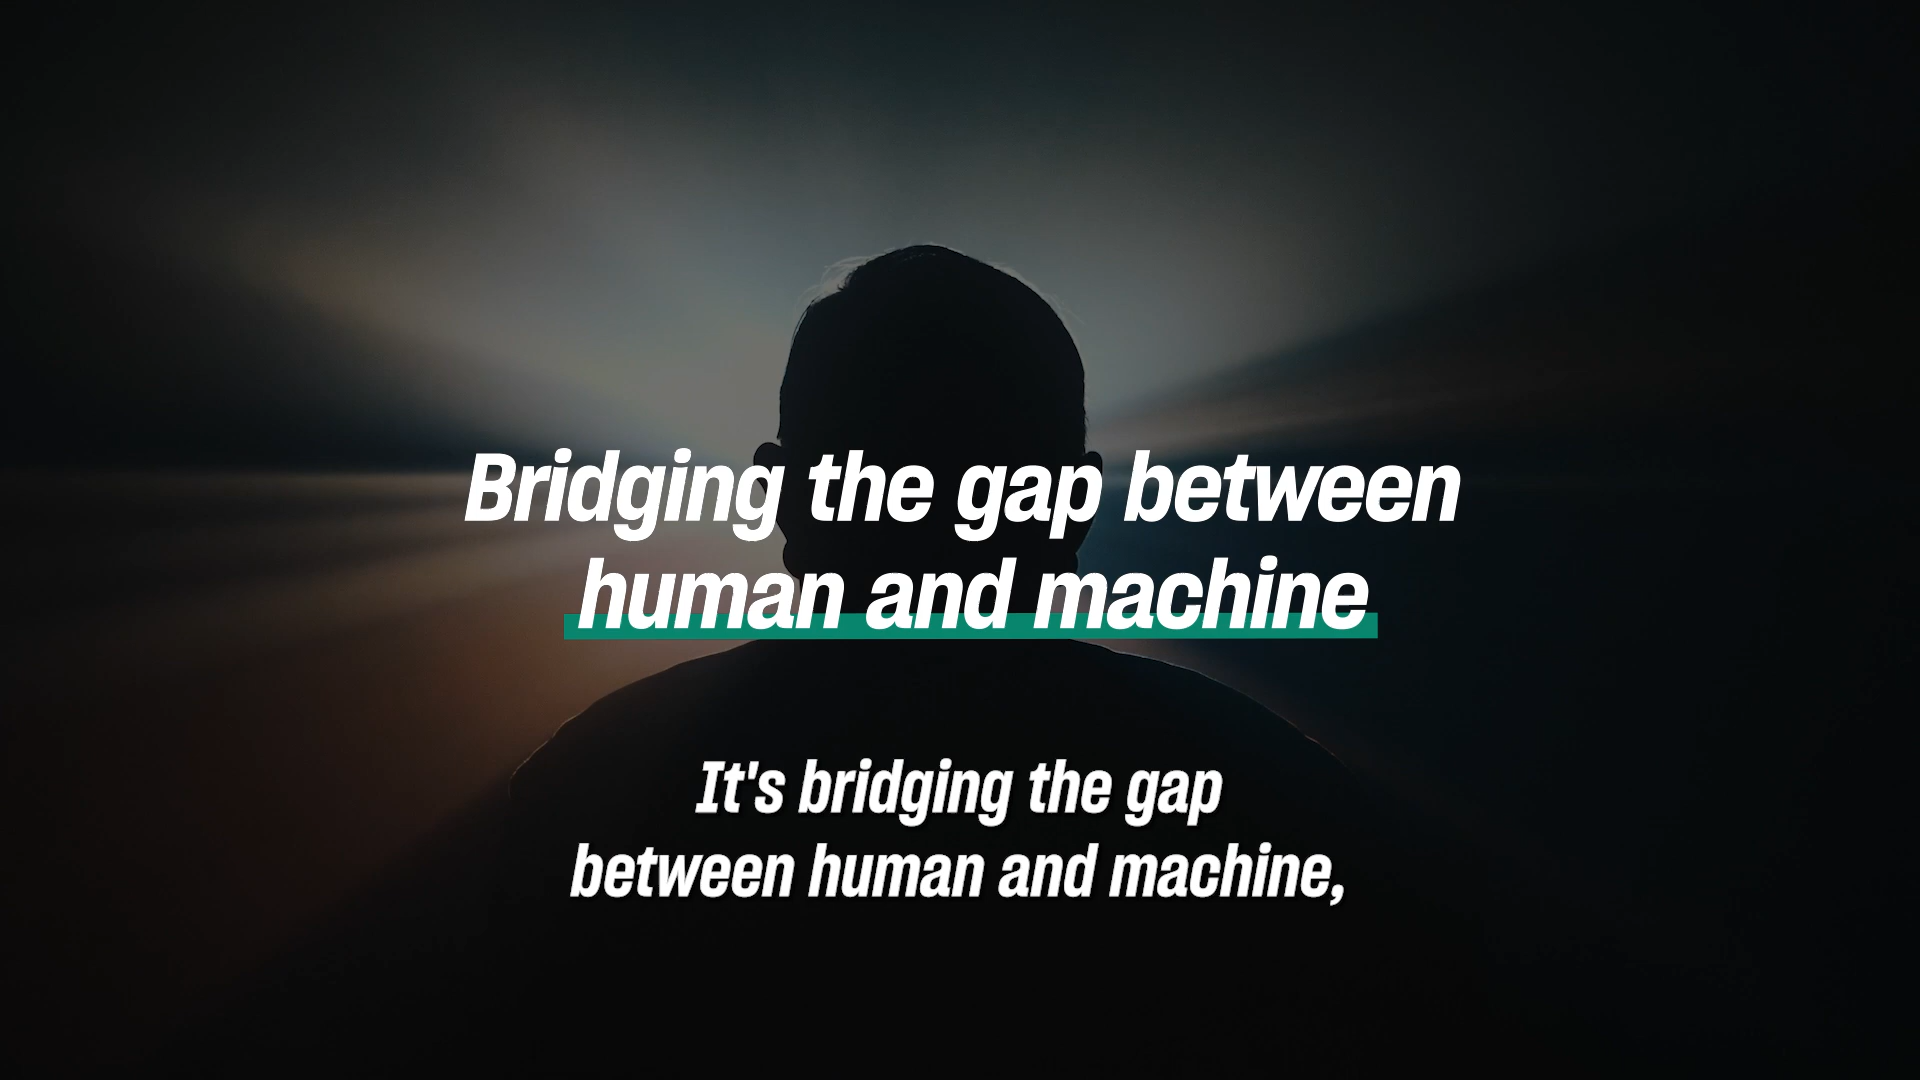 Bridging the gap between
human and machine
It's bridging the gap
between human and machine,